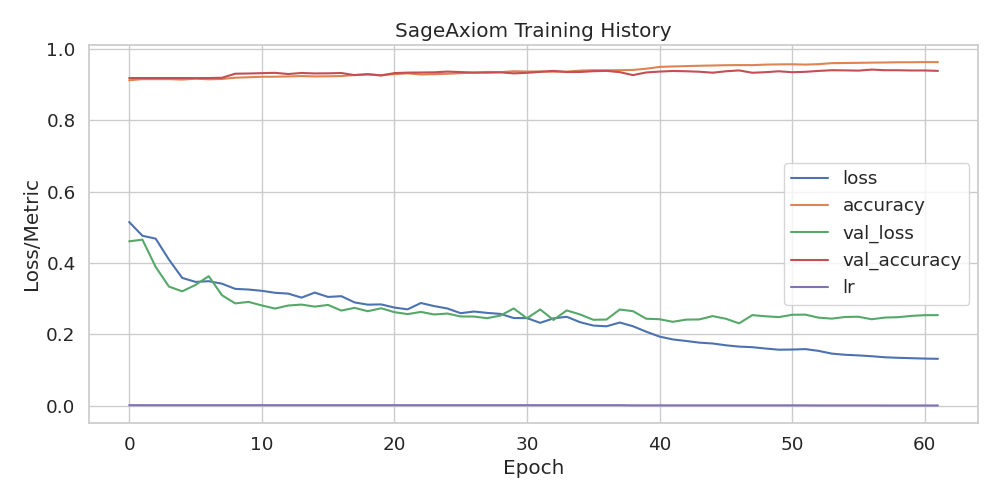 SageAxiom Training History
1.0
0.8
0.6
0.4
0.2
0.0
Loss/Metric
loss
accuracy
val_loss
val_accuracy
lr
0 10 20 30 40 50 60
Epoch